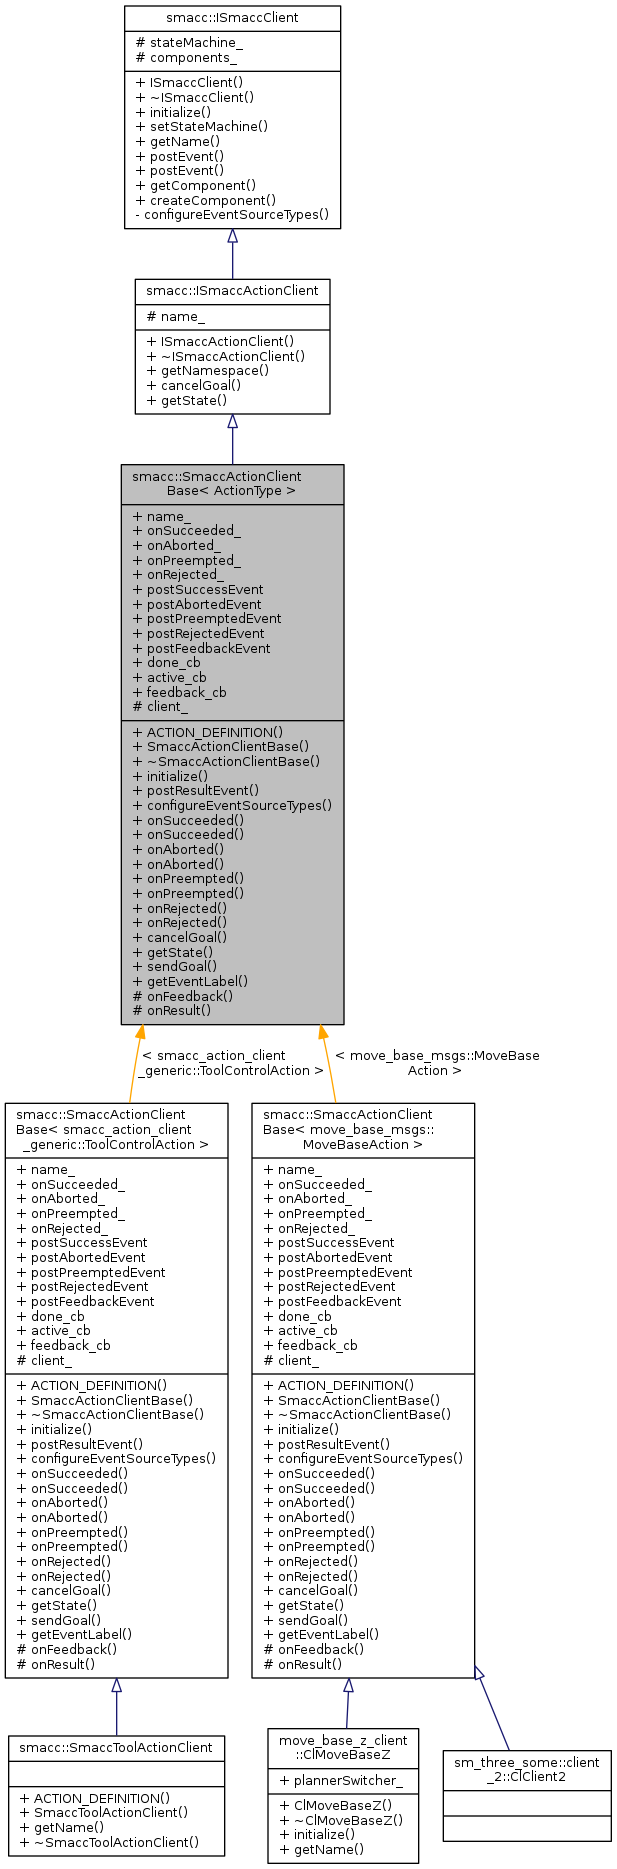 smacc::ISmaccClient
# stateMachine_
# components_
+ ISmaccClient()
+ ~ISmaccClient()
+ initialize()
+ setStateMachine()
+ getName()
+ postEvent()
+ postEvent()
+ getComponent()
+ createComponent()
- configureEventSourceTypes()
smacc::ISmaccActionClient
# name_
+ ISmaccActionClient()
+ ~ISmaccActionClient()
+ getNamespace()
+ cancelGoal()
+ getState()
smacc::SmaccActionClient
Base< ActionType >
+ name_
+ onSucceeded_
+ onAborted_
+ onPreempted_
+ onRejected_
+ postSuccessEvent
+ postAbortedEvent
+ postPreemptedEvent
+ postRejectedEvent
+ postFeedbackEvent
+ done_cb
+ active_cb
+ feedback_cb
# client_
+ ACTION_DEFINITION()
+ SmaccActionClientBase()
+ ~SmaccActionClientBase()
+ initialize()
+ postResultEvent()
+ configureEventSourceTypes()
+ onSucceeded()
+ onSucceeded()
+ onAborted()
+ onAborted()
+ onPreempted()
+ onPreempted()
+ onRejected()
+ onRejected()
+ cancelGoal()
+ getState()
+ sendGoal()
+ getEventLabel()
# onFeedback()
# onResult()
< smacc_action_client
_generic::ToolControlAction >
< move_base_msgs::MoveBase
Action >
smacc::SmaccActionClient
Base< smacc_action_client
_generic::ToolControlAction >
+ name_
+ onSucceeded_
+ onAborted_
+ onPreempted_
+ onRejected_
+ postSuccessEvent
+ postAbortedEvent
+ postPreemptedEvent
+ postRejectedEvent
+ postFeedbackEvent
+ done_cb
+ active_cb
+ feedback_cb
# client_
+ ACTION_DEFINITION()
+ SmaccActionClientBase()
+ ~SmaccActionClientBase()
+ initialize()
+ postResultEvent()
+ configureEventSourceTypes()
+ onSucceeded()
+ onSucceeded()
+ onAborted()
+ onAborted()
+ onPreempted()
+ onPreempted()
+ onRejected()
+ onRejected()
+ cancelGoal()
+ getState()
+ sendGoal()
+ getEventLabel()
# onFeedback()
# onResult()
smacc::SmaccActionClient
Base< move_base_msgs::
MoveBaseAction >
+ name_
+ onSucceeded_
+ onAborted_
+ onPreempted_
+ onRejected_
+ postSuccessEvent
+ postAbortedEvent
+ postPreemptedEvent
+ postRejectedEvent
+ postFeedbackEvent
+ done_cb
+ active_cb
+ feedback_cb
# client_
+ ACTION_DEFINITION()
+ SmaccActionClientBase()
+ ~SmaccActionClientBase()
+ initialize()
+ postResultEvent()
+ configureEventSourceTypes()
+ onSucceeded()
+ onSucceeded()
+ onAborted()
+ onAborted()
+ onPreempted()
+ onPreempted()
+ onRejected()
+ onRejected()
+ cancelGoal()
+ getState()
+ sendGoal()
+ getEventLabel()
# onFeedback()
# onResult()
smacc::SmaccToolActionClient
+ ACTION_DEFINITION()
+ SmaccToolActionClient()
+ getName()
+ ~SmaccToolActionClient()
move_base_z_client
::ClMoveBaseZ
+ plannerSwitcher_
+ ClMoveBaseZ()
+ ~ClMoveBaseZ()
+ initialize()
+ getName()
sm_three_some::client
_2::ClClient2